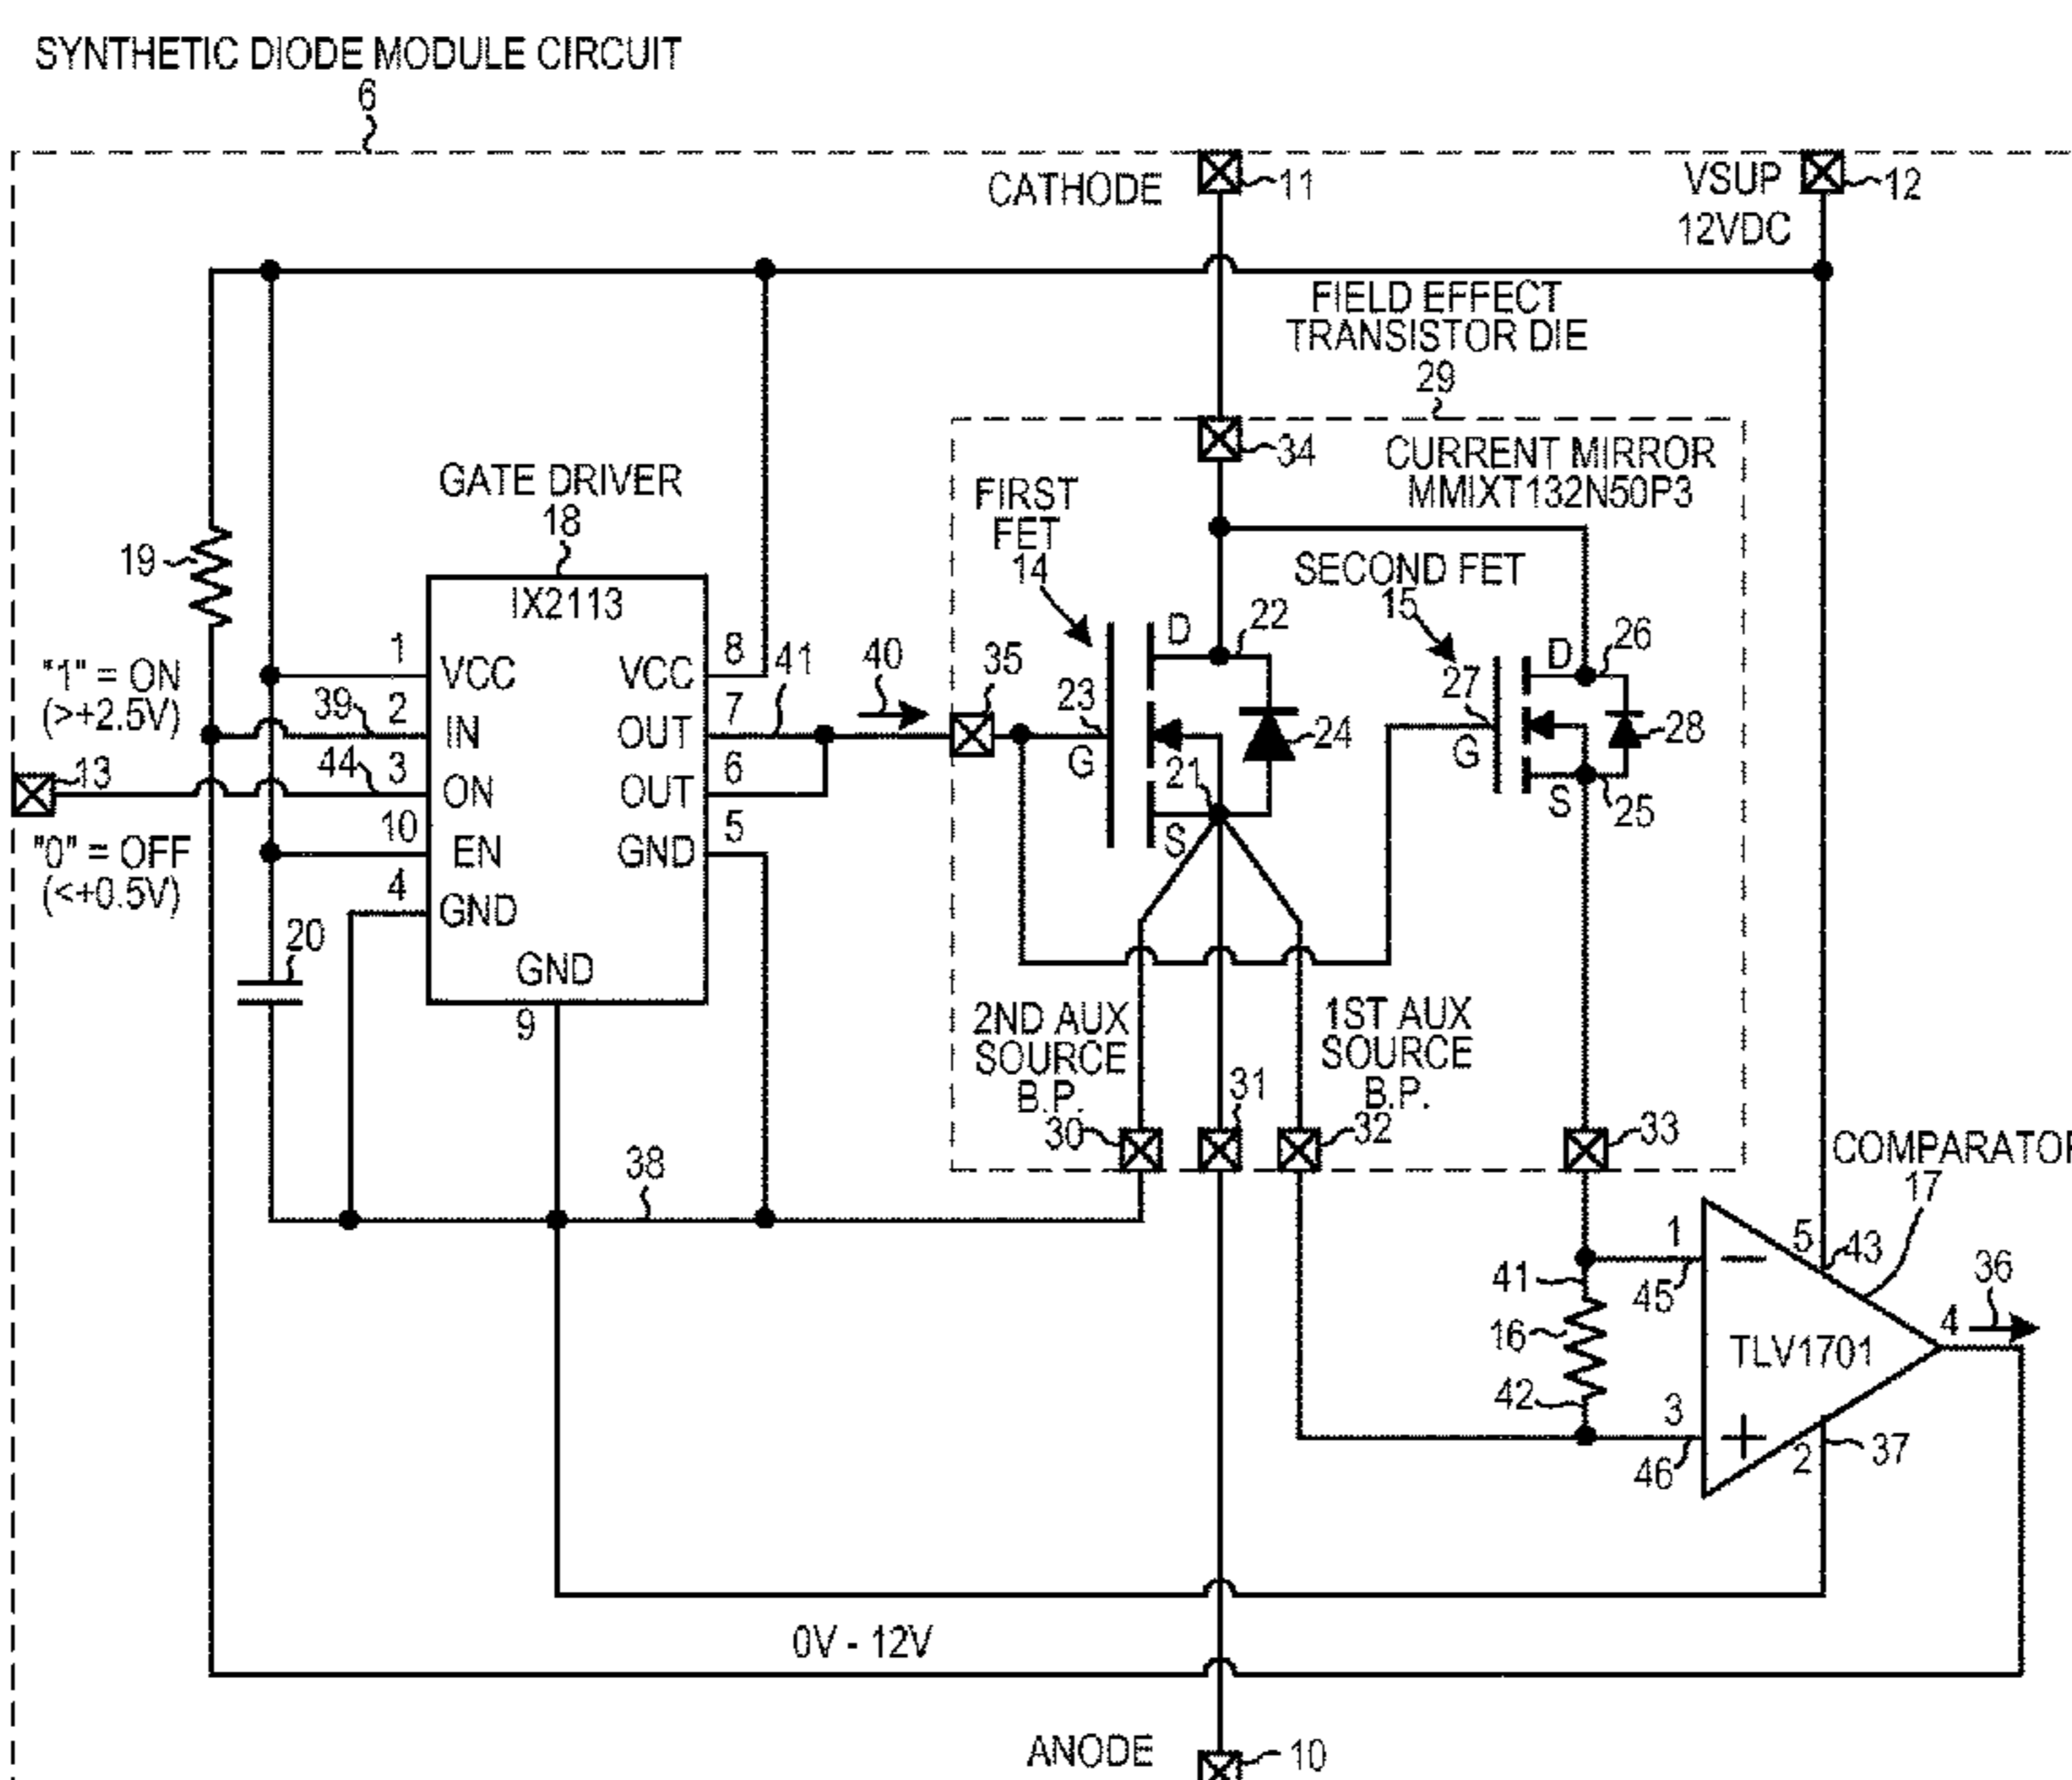 SYNTHETIC DIODE MODULE CIRCUIT
6
CATHODE
11
VSUP
12VDC
12
FIELD EFFECT
TRANSISTOR DIE
29
34
CURRENT MIRROR
MMIXT132N50P3
GATE DRIVER
18
FIRST
FET
14
SECOND FET
15
19
IX2113
"1" = ON
(>+2.5V)
1
VCC
VCC
8
41
40
35
D
22
D
26
39
2
IN
OUT
7
23
G
24
27
G
28
13
44
3
ON
OUT
6
21
S
S
25
"0" = OFF
(<+0.5V)
10
EN
GND
5
4
GND
20
GND
9
2ND AUX
SOURCE
B.P.
30
31
1ST AUX
SOURCE
B.P.
32
33
38
COMPARATOR
17
1
5
43
41
45
16
TLV1701
4
36
42
3
46
2
37
0V - 12V
ANODE
10